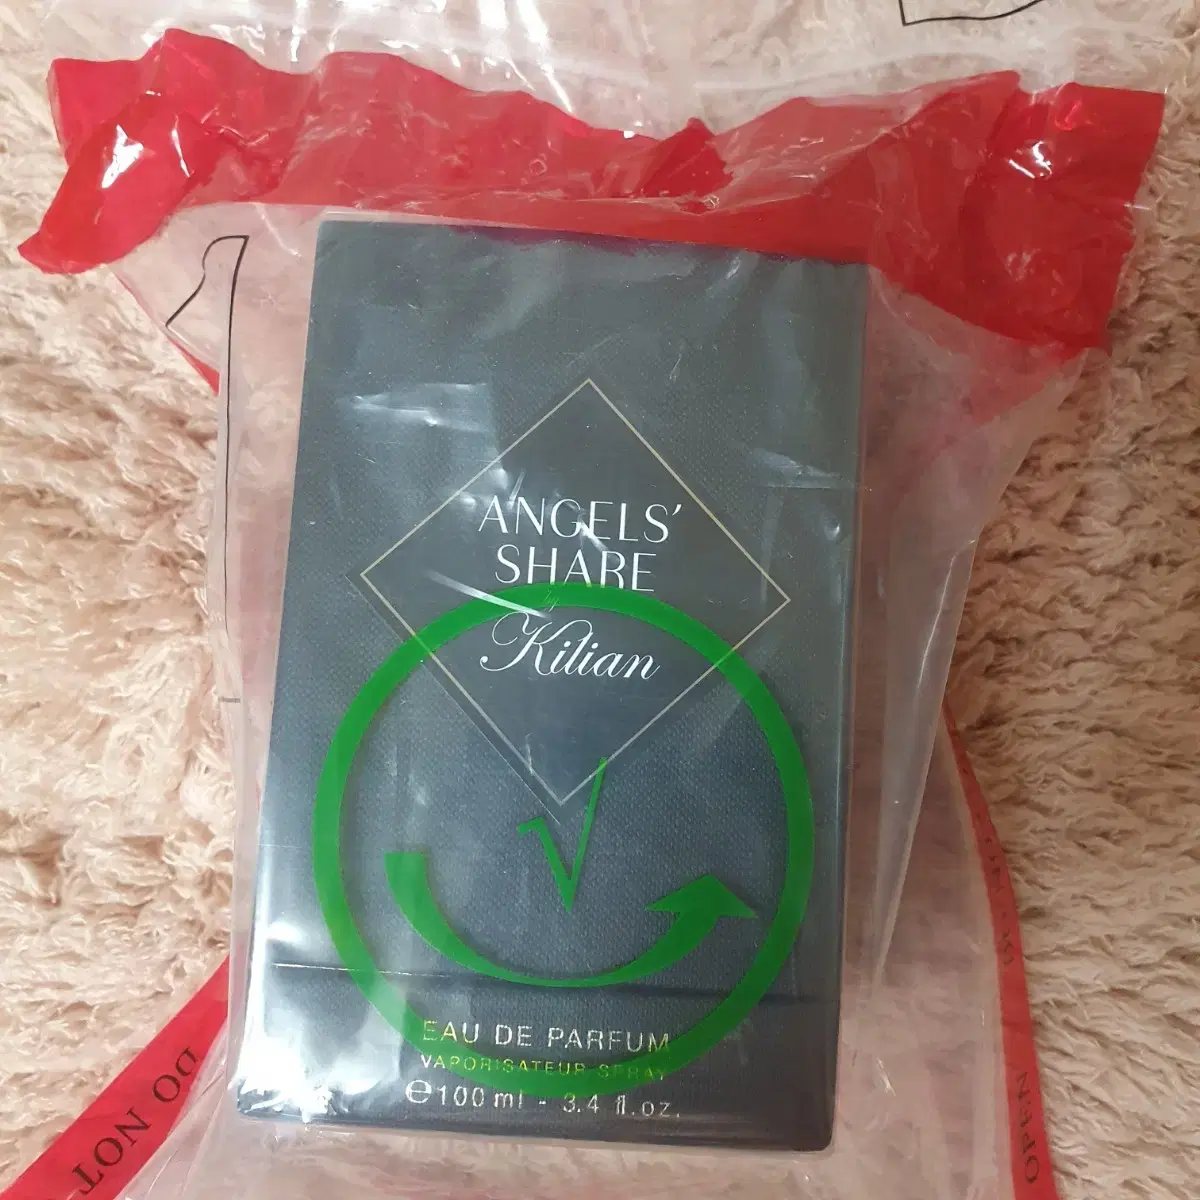 ANGELS'
SHARE
by
Kilian
EAU DE PARFUM
VAPORISATEUR SPRAY
℮100 ml - 3.4 fl.oz.
DO NOT
OPEN